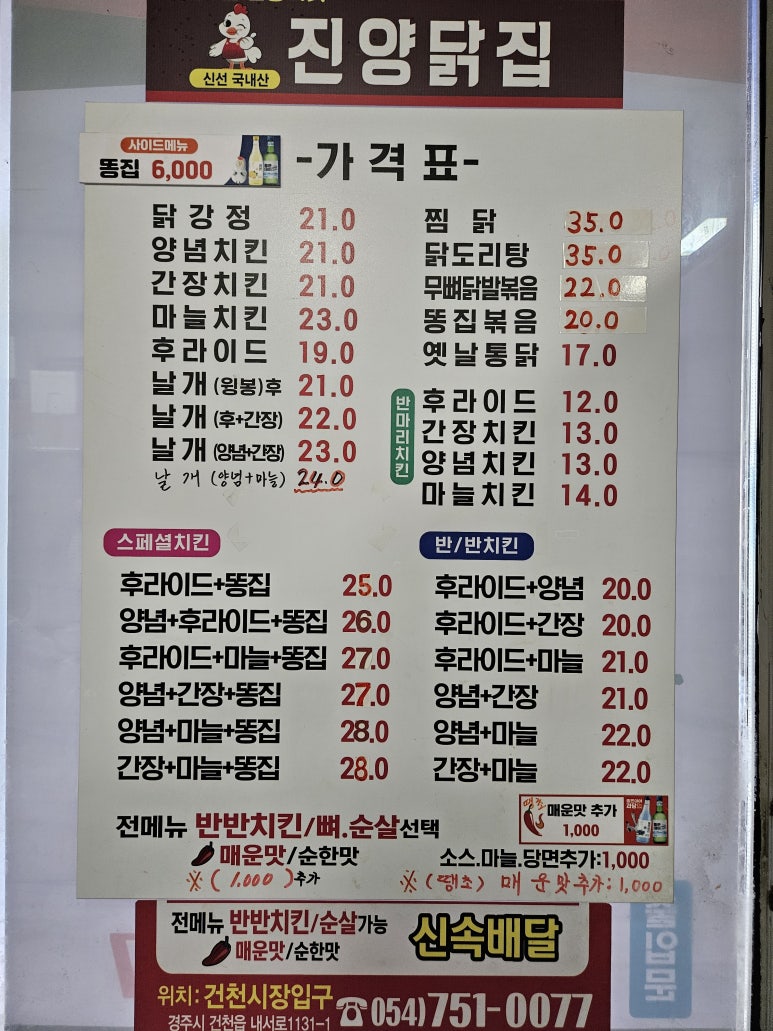 진양닭집
신선 국내산
사이드메뉴
똥집 6,000
-가격표-
닭강정 21.0
양념치킨 21.0
간장치킨 21.0
마늘치킨 23.0
후라이드 19.0
날개(윙봉)후 21.0
날개(후+간장) 22.0
날개(양념+간장) 23.0
날개(양념+마늘) 24.0
찜닭 35.0
닭도리탕 35.0
무뼈닭발볶음 22.0
똥집볶음 20.0
옛날통닭 17.0
반마리치킨
후라이드 12.0
간장치킨 13.0
양념치킨 13.0
마늘치킨 14.0
스페셜치킨
후라이드+똥집 25.0
양념+후라이드+똥집 26.0
후라이드+마늘+똥집 27.0
양념+간장+똥집 27.0
양념+마늘+똥집 28.0
간장+마늘+똥집 28.0
반/반치킨
후라이드+양념 20.0
후라이드+간장 20.0
후라이드+마늘 21.0
양념+간장 21.0
양념+마늘 22.0
간장+마늘 22.0
전메뉴 반반치킨/뼈.순살선택
매운맛/순한맛
※(1.000)추가
땡초
매운맛 추가
1,000
소스.마늘.당면추가:1,000
※(땡초) 매운맛추가:1,000
전메뉴 반반치킨/순살가능
매운맛/순한맛
신속배달
위치: 건천시장입구
경주시 건천읍 내서로1131-1
☎054)751-0077